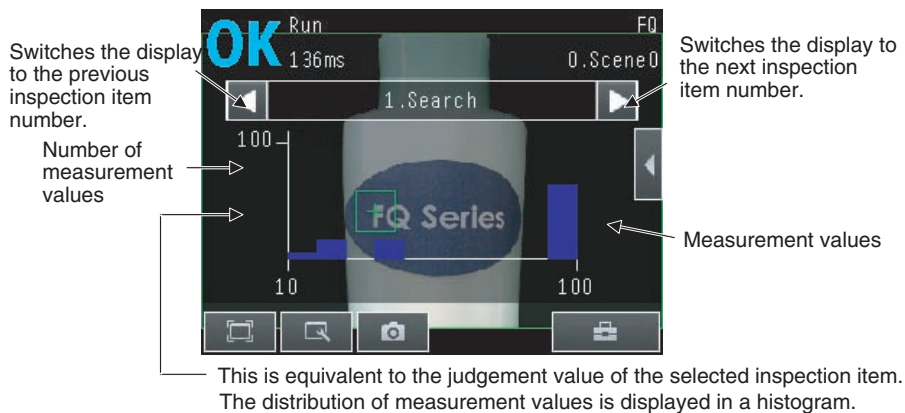 OK
Run
FQ
136ms
0.Scene0
Switches the display
to the previous
inspection item
number.
Switches the display to
the next inspection
item number.
1.Search
100
Number of
measurement
values
FQ Series
Measurement values
10
100
This is equivalent to the judgement value of the selected inspection item.
The distribution of measurement values is displayed in a histogram.